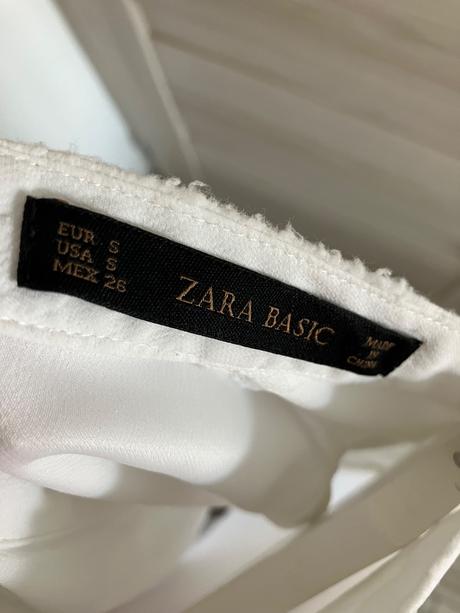 EUR S
USA S
MEX 26
ZARA BASIC
MADE
IN
CHINA